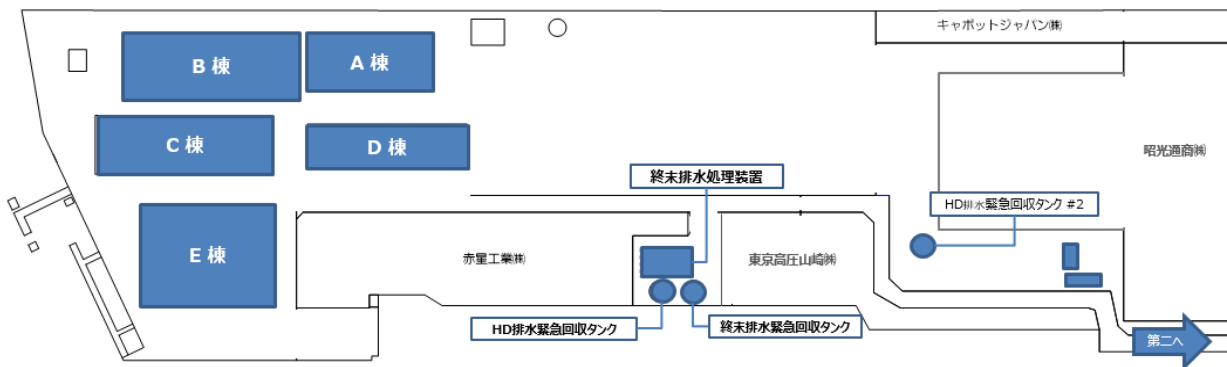 キャボットジャパン㈱
B 棟
A 棟
C 棟
D 棟
昭光通商㈱
終末排水処理装置
HD排水緊急回収タンク #2
E 棟
赤星工業㈱
東京高圧山崎㈱
HD排水緊急回収タンク
終末排水緊急回収タンク
第二へ